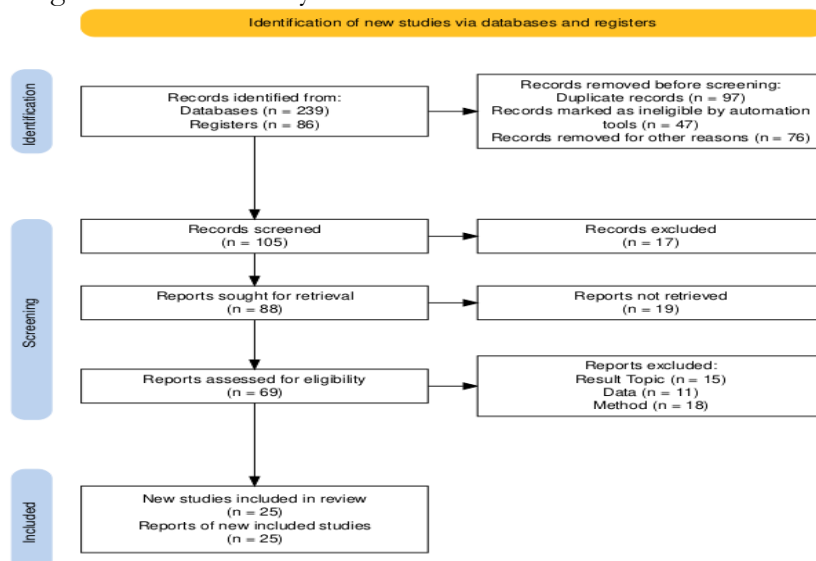 Identification of new studies via databases and registers
Identification
Records identified from:
Databases (n = 239)
Registers (n = 86)
Records removed before screening:
Duplicate records (n = 97)
Records marked as ineligible by automation
tools (n = 47)
Records removed for other reasons (n = 76)
Screening
Records screened
(n = 105)
Records excluded
(n = 17)
Reports sought for retrieval
(n = 88)
Reports not retrieved
(n = 19)
Reports assessed for eligibility
(n = 69)
Reports excluded:
Result Topic (n = 15)
Data (n = 11)
Method (n = 18)
Included
New studies included in review
(n = 25)
Reports of new included studies
(n = 25)